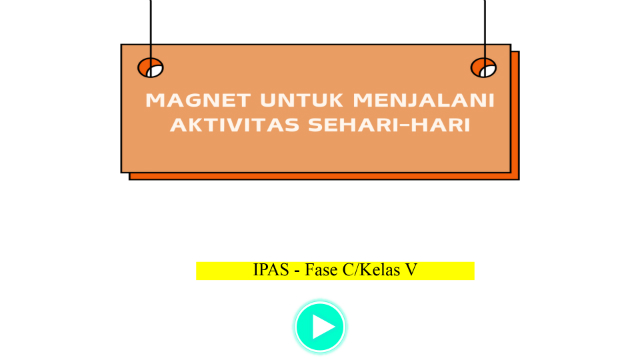 MAGNET UNTUK MENJALANI
AKTIVITAS SEHARI-HARI
IPAS - Fase C/Kelas V